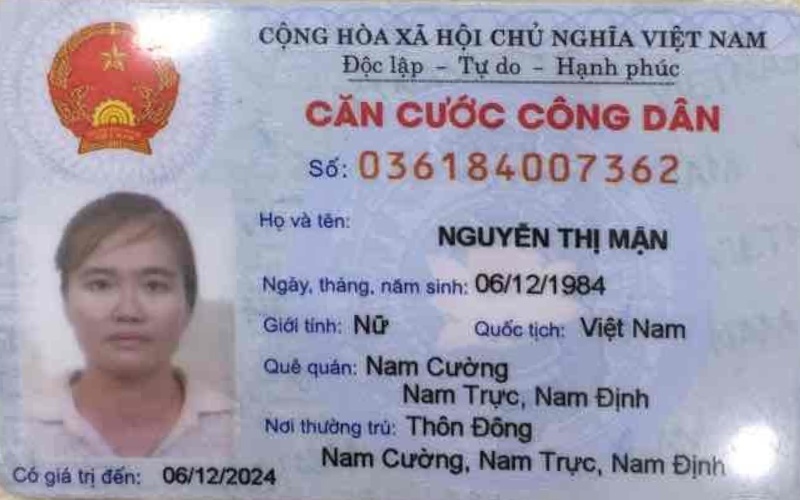 CỘNG HÒA XÃ HỘI CHỦ NGHĨA VIỆT NAM
Độc lập - Tự do - Hạnh phúc
CĂN CƯỚC CÔNG DÂN
Số: 036184007362
Họ và tên: NGUYỄN THỊ MẬN
Ngày, tháng, năm sinh: 06/12/1984
Giới tính: Nữ Quốc tịch: Việt Nam
Quê quán: Nam Cường
Nam Trực, Nam Định
Nơi thường trú: Thôn Đông
Nam Cường, Nam Trực, Nam Định
Có giá trị đến: 06/12/2024